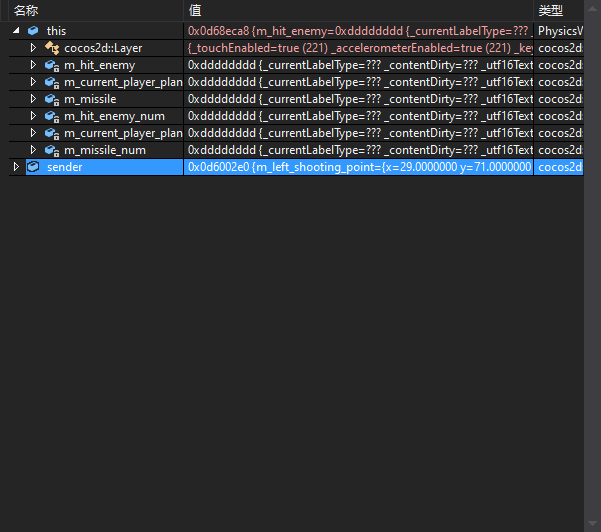 名称 值 类型
this 0x0d68eca8 {m_hit_enemy=0xdddddddd {_currentLabelType=??? _ PhysicsW
cocos2d::Layer {_touchEnabled=true (221) _accelerometerEnabled=true (221) _key cocos2d::
m_hit_enemy 0xdddddddd {_currentLabelType=??? _contentDirty=??? _utf16Text cocos2d::
m_current_player_plan 0xdddddddd {_currentLabelType=??? _contentDirty=??? _utf16Text cocos2d::
m_missile 0xdddddddd {_currentLabelType=??? _contentDirty=??? _utf16Text cocos2d::
m_hit_enemy_num 0xdddddddd {_currentLabelType=??? _contentDirty=??? _utf16Text cocos2d::
m_current_player_plan 0xdddddddd {_currentLabelType=??? _contentDirty=??? _utf16Text cocos2d::
m_missile_num 0xdddddddd {_currentLabelType=??? _contentDirty=??? _utf16Text cocos2d::
sender 0x0d6002e0 {m_left_shooting_point={x=29.0000000 y=71.0000000 cocos2d